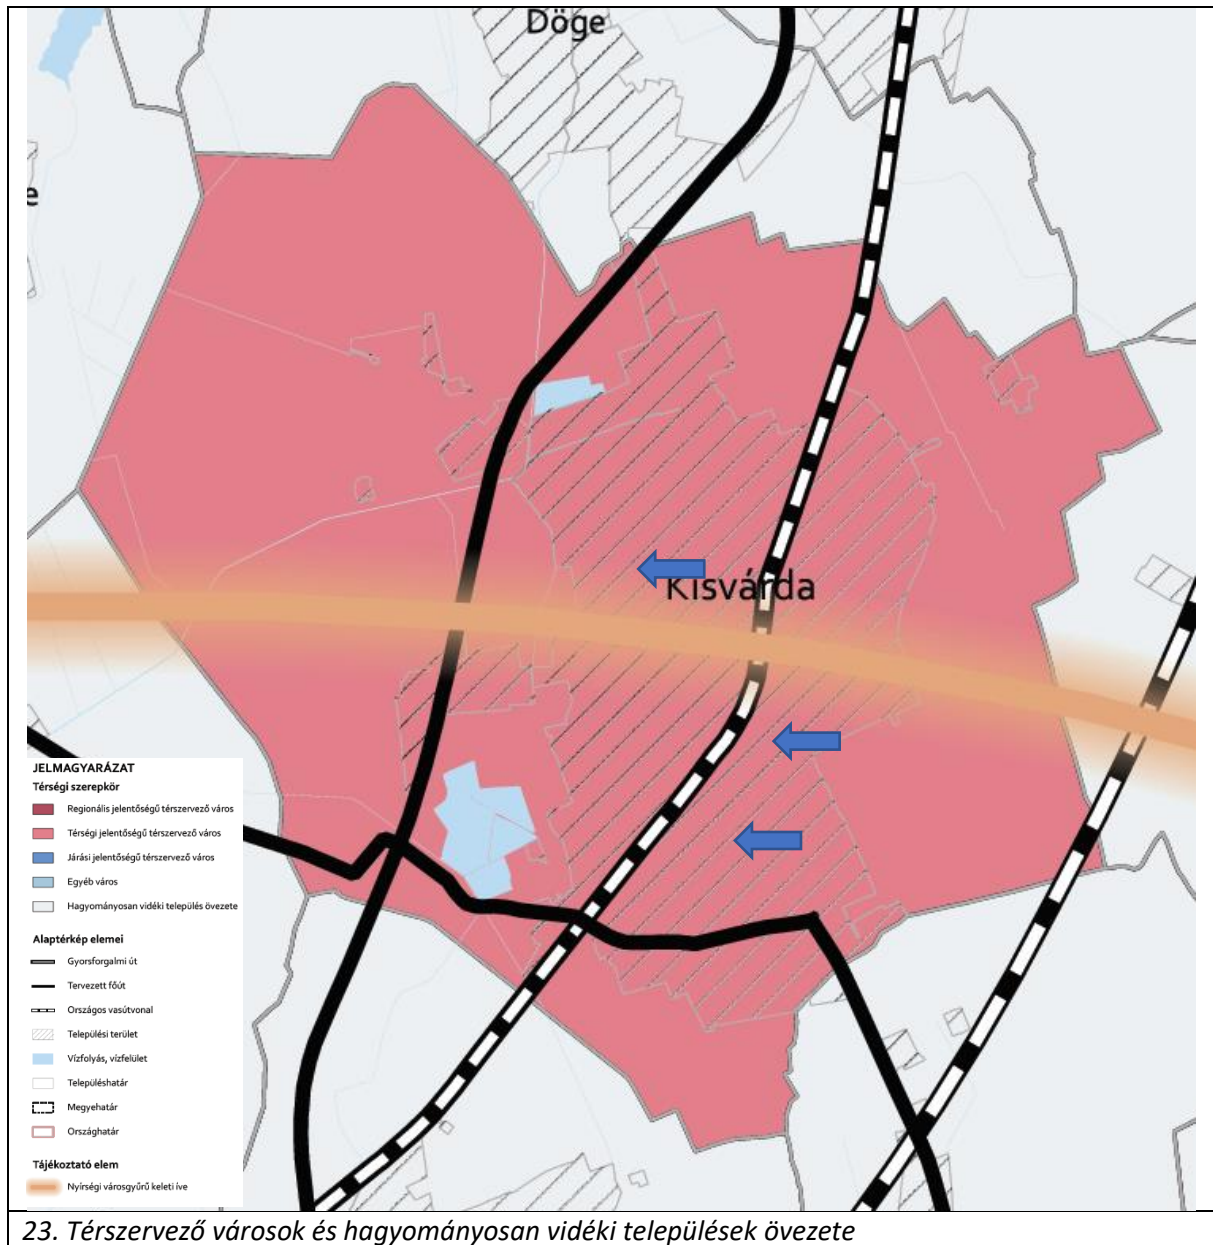 Döge
e
Kisvárda
JELMAGYARÁZAT
Térségi szerepkör
Regionális jelentőségű térszervező város
Térségi jelentőségű térszervező város
Járási jelentőségű térszervező város
Egyéb város
Hagyományosan vidéki település övezete
Alaptérkép elemei
Gyorsforgalmi út
Tervezett főút
Országos vasútvonal
Települési terület
Vízfolyás, vízfelület
Településhatár
Megyehatár
Országhatár
Tájékoztató elem
Nyírségi városgyűrű keleti íve
23. Térszervező városok és hagyományosan vidéki települések övezete